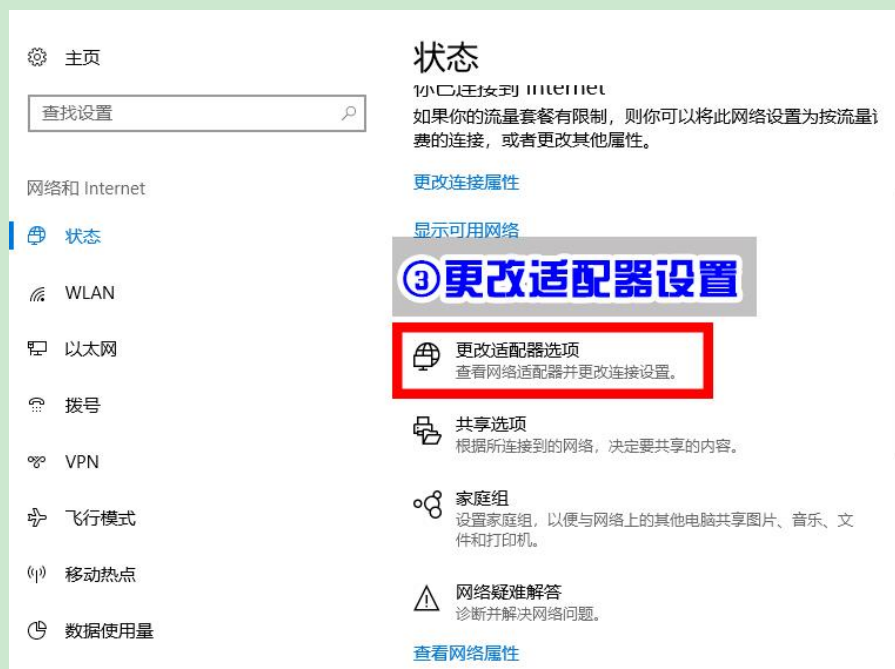 主页
查找设置
网络和 Internet
状态
WLAN
以太网
拨号
VPN
飞行模式
移动热点
数据使用量
状态
你已连接到 Internet
如果你的流量套餐有限制，则你可以将此网络设置为按流量计
费的连接，或者更改其他属性。
更改连接属性
显示可用网络
③更改适配器设置
更改适配器选项
查看网络适配器并更改连接设置。
共享选项
根据所连接到的网络，决定要共享的内容。
家庭组
设置家庭组，以便与网络上的其他电脑共享图片、音乐、文
件和打印机。
网络疑难解答
诊断并解决网络问题。
查看网络属性